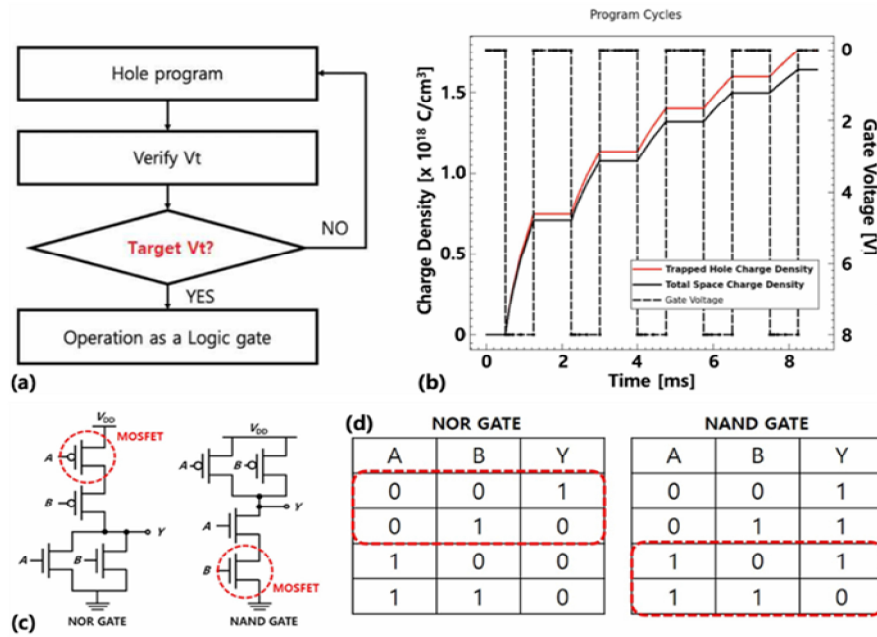 Hole program
Verify Vt
Target Vt?
NO
YES
Operation as a Logic gate
(a)
Program Cycles
Charge Density [x 10¹⁸ C/cm³]
1.5
1.0
0.5
0
0
2
4
6
8
Gate Voltage [V]
Trapped Hole Charge Density
Total Space Charge Density
Gate Voltage
0 2 4 6 8
Time [ms]
(b)
V_DD
MOSFET
A
B
Y
A
B
NOR GATE
V_DD
A
B
Y
A
B
MOSFET
NAND GATE
(c)
(d)
NOR GATE
A B Y
0 0 1
0 1 0
1 0 0
1 1 0
NAND GATE
A B Y
0 0 1
0 1 1
1 0 1
1 1 0